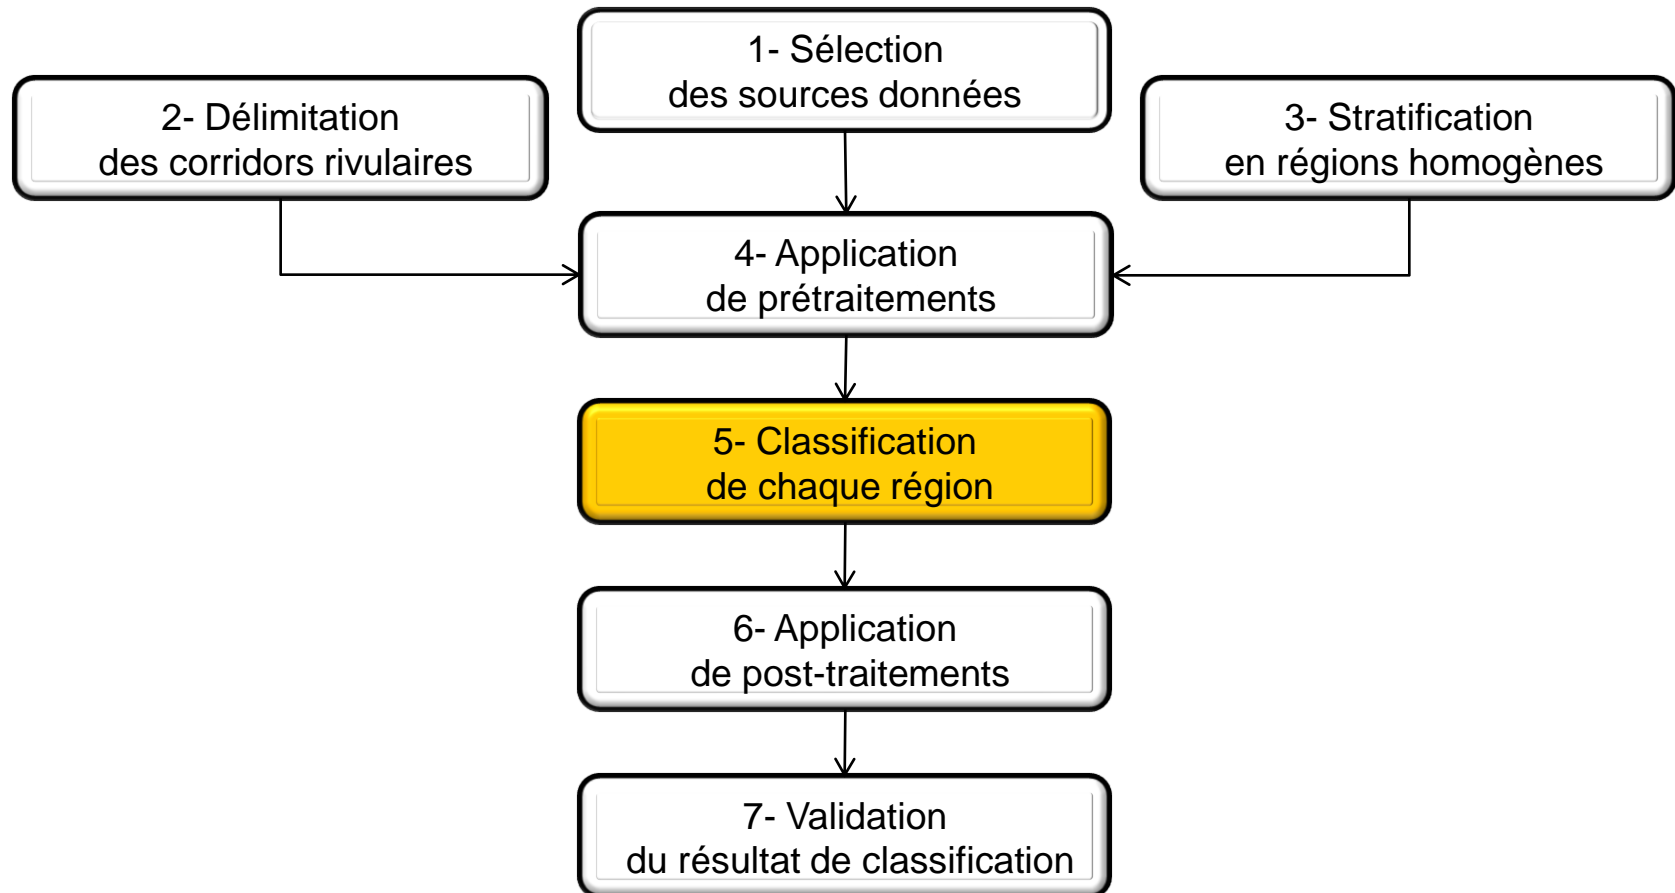 1- Sélection
des sources données
2- Délimitation
des corridors rivulaires
3- Stratification
en régions homogènes
4- Application
de prétraitements
5- Classification
de chaque région
6- Application
de post-traitements
7- Validation
du résultat de classification